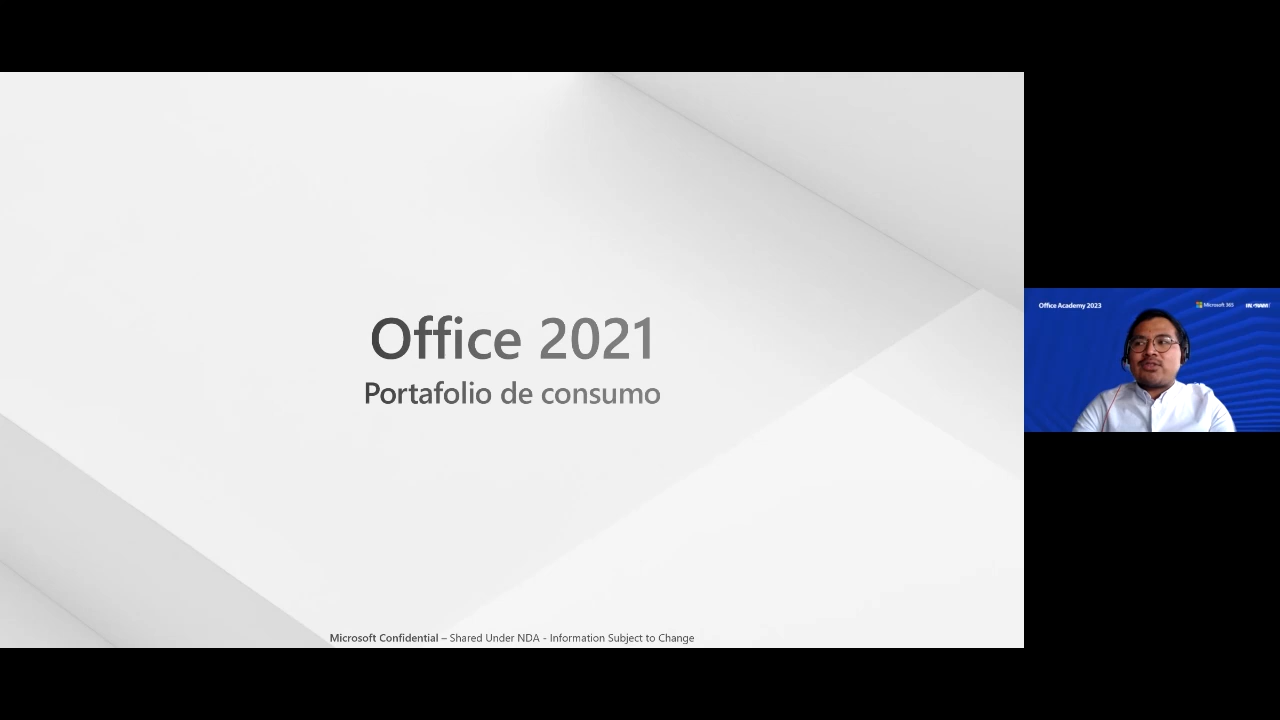 Office 2021
Portafolio de consumo
Microsoft Confidential – Shared Under NDA - Information Subject to Change
Office Academy 2023
Microsoft 365